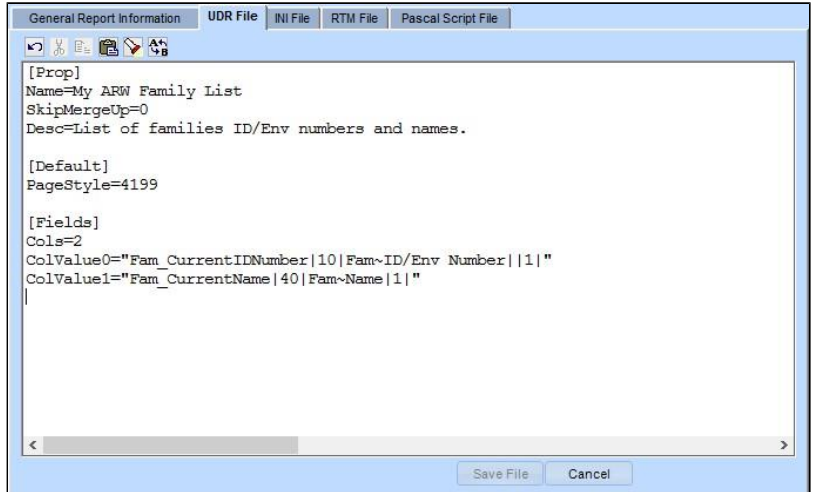 General Report Information UDR File INI File RTM File Pascal Script File
[Prop]
Name=My ARW Family List
SkipMergeUp=0
Desc=List of families ID/Env numbers and names.
[Default]
PageStyle=4199
[Fields]
Cols=2
ColValue0="Fam_CurrentIDNumber|10|Fam~ID/Env Number||1|"
ColValue1="Fam_CurrentName|40|Fam~Name|1|"
Save File Cancel